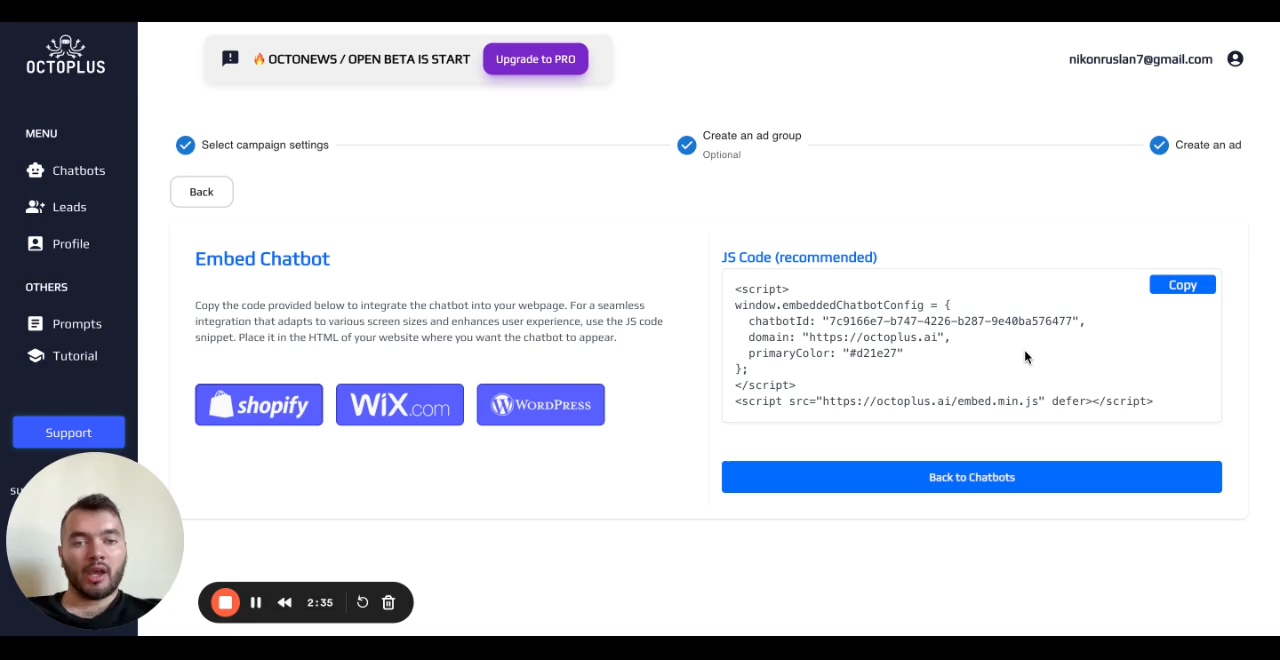 OCTOPLUS
🔥 OCTONEWS / OPEN BETA IS START
Upgrade to PRO
nikonruslan7@gmail.com
MENU
Chatbots
Leads
Profile
OTHERS
Prompts
Tutorial
Support
Select campaign settings
Create an ad group
Optional
Create an ad
Back
Embed Chatbot
Copy the code provided below to integrate the chatbot into your webpage. For a seamless
integration that adapts to various screen sizes and enhances user experience, use the JS code
snippet. Place it in the HTML of your website where you want the chatbot to appear.
shopify
WiX.com
WORDPRESS
JS Code (recommended)
Copy
<script>
window.embeddedChatbotConfig = {
chatbotId: "7c9166e7-b747-4226-b287-9e40ba576477",
domain: "https://octoplus.ai",
primaryColor: "#d21e27"
};
</script>
<script src="https://octoplus.ai/embed.min.js" defer></script>
Back to Chatbots
2:35